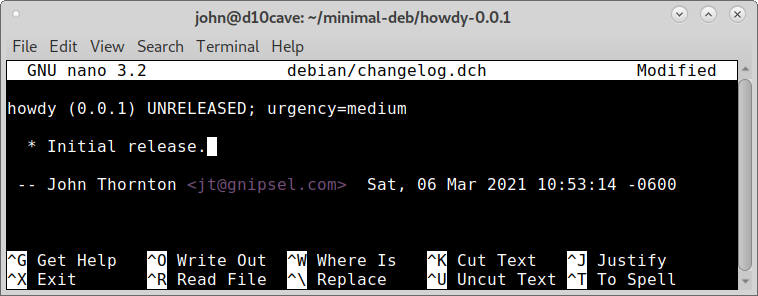 john@d10cave: ~/minimal-deb/howdy-0.0.1
File Edit View Search Terminal Help
GNU nano 3.2 debian/changelog.dch Modified
howdy (0.0.1) UNRELEASED; urgency=medium
* Initial release.
-- John Thornton <jt@gnipsel.com> Sat, 06 Mar 2021 10:53:14 -0600
^G Get Help ^O Write Out ^W Where Is ^K Cut Text ^J Justify
^X Exit ^R Read File ^\ Replace ^U Uncut Text ^T To Spell